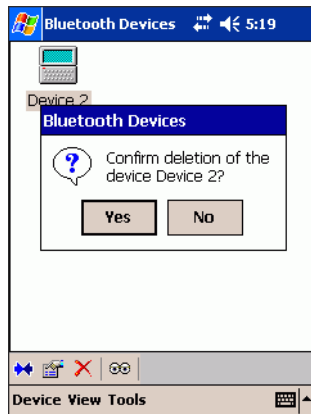 Bluetooth Devices 5:19
Device 2
Bluetooth Devices
Confirm deletion of the
device Device 2?
Yes No
Device View Tools